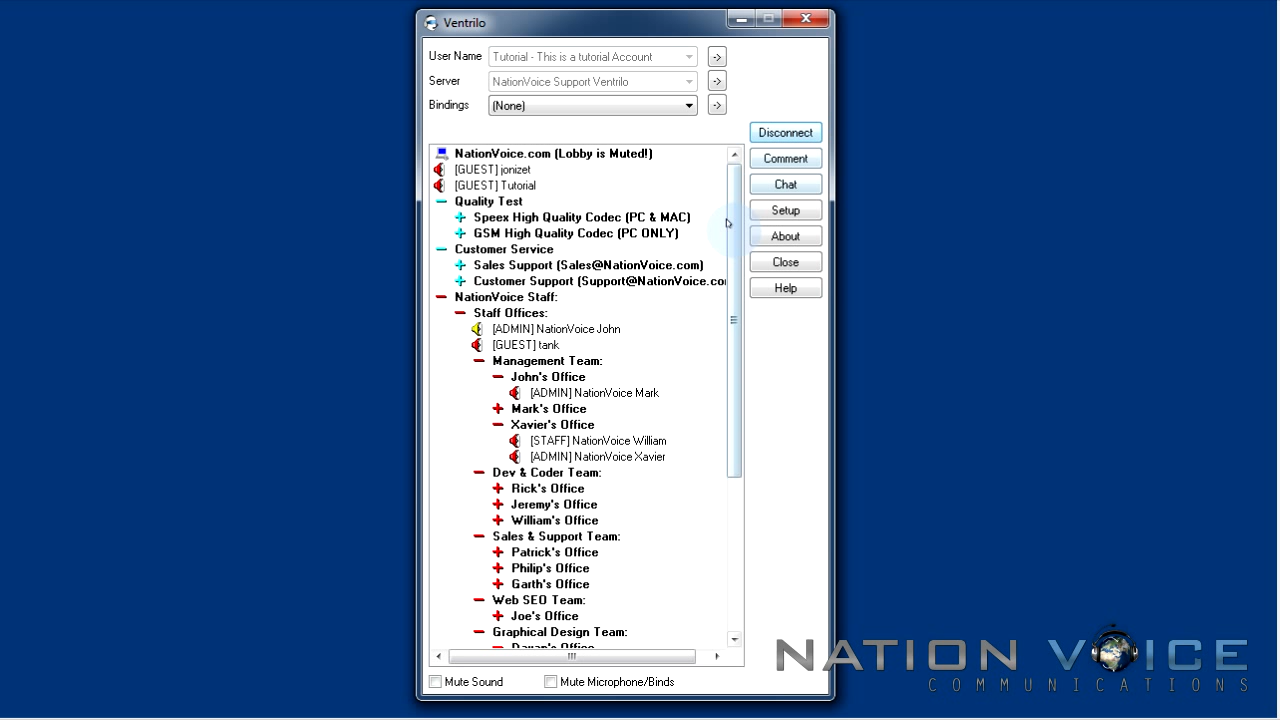 Ventrilo
User Name
Tutorial - This is a tutorial Account
->
Server
NationVoice Support Ventrilo
->
Bindings
(None)
->
Disconnect
Comment
Chat
Setup
About
Close
Help
NationVoice.com (Lobby is Muted!)
[GUEST] jonizet
[GUEST] Tutorial
Quality Test
Speex High Quality Codec (PC & MAC)
GSM High Quality Codec (PC ONLY)
Customer Service
Sales Support (Sales@NationVoice.com)
Customer Support (Support@NationVoice.co
NationVoice Staff:
Staff Offices:
[ADMIN] NationVoice John
[GUEST] tank
Management Team:
John's Office
[ADMIN] NationVoice Mark
Mark's Office
Xavier's Office
[STAFF] NationVoice William
[ADMIN] NationVoice Xavier
Dev & Coder Team:
Rick's Office
Jeremy's Office
William's Office
Sales & Support Team:
Patrick's Office
Philip's Office
Garth's Office
Web SEO Team:
Joe's Office
Graphical Design Team:
Mute Sound
Mute Microphone/Binds
NATION VOICE
COMMUNICATIONS